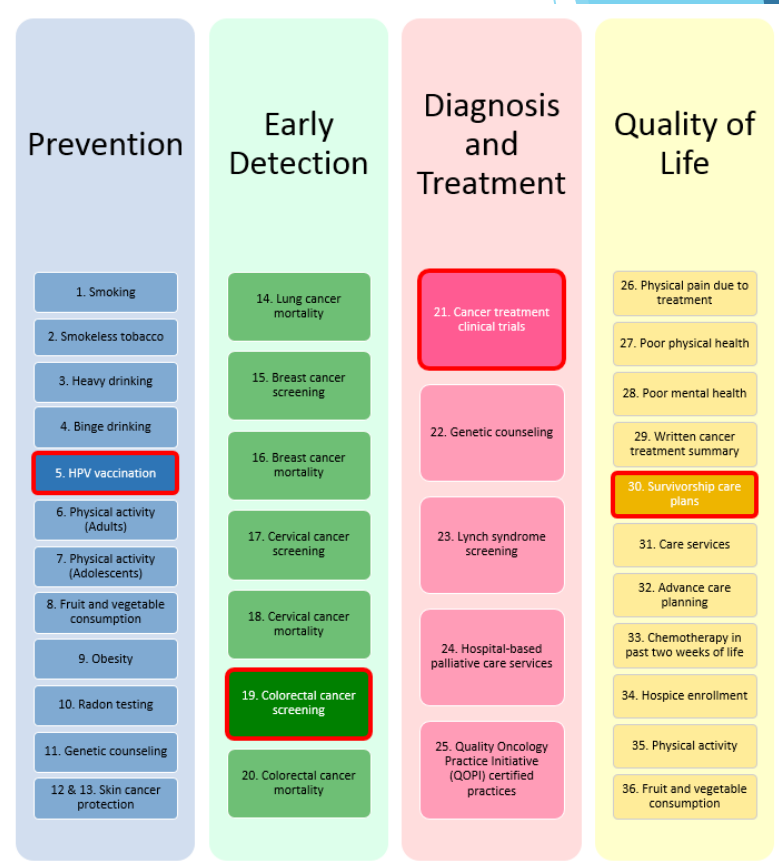 Prevention
1. Smoking
2. Smokeless tobacco
3. Heavy drinking
4. Binge drinking
5. HPV vaccination
6. Physical activity
(Adults)
7. Physical activity
(Adolescents)
8. Fruit and vegetable
consumption
9. Obesity
10. Radon testing
11. Genetic counseling
12 & 13. Skin cancer
protection
Early
Detection
14. Lung cancer
mortality
15. Breast cancer
screening
16. Breast cancer
mortality
17. Cervical cancer
screening
18. Cervical cancer
mortality
19. Colorectal cancer
screening
20. Colorectal cancer
mortality
Diagnosis
and
Treatment
21. Cancer treatment
clinical trials
22. Genetic counseling
23. Lynch syndrome
screening
24. Hospital-based
palliative care services
25. Quality Oncology
Practice Initiative
(QOPI) certified
practices
Quality of
Life
26. Physical pain due to
treatment
27. Poor physical health
28. Poor mental health
29. Written cancer
treatment summary
30. Survivorship care
plans
31. Care services
32. Advance care
planning
33. Chemotherapy in
past two weeks of life
34. Hospice enrollment
35. Physical activity
36. Fruit and vegetable
consumption